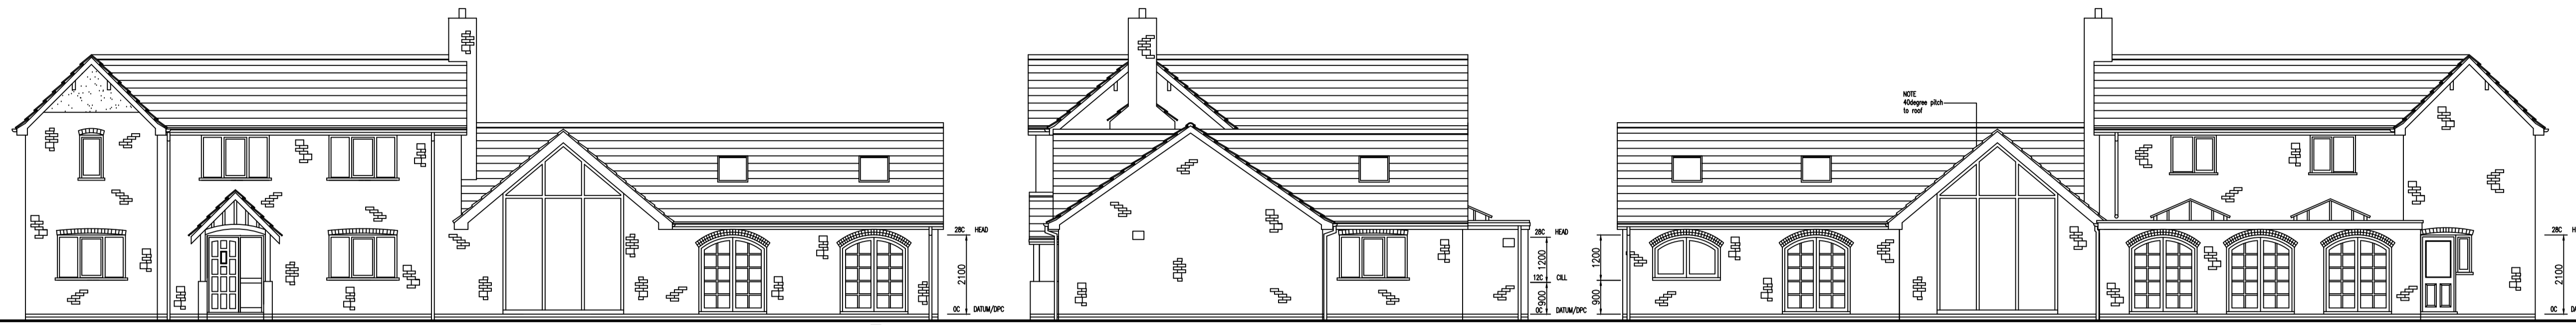 28C HEAD
2100
0C DATUM/DPC
28C HEAD
1200
12C CILL
900
0C DATUM/DPC
1200
900
NOTE
40degree pitch
to roof
28C H
2100
0C DA